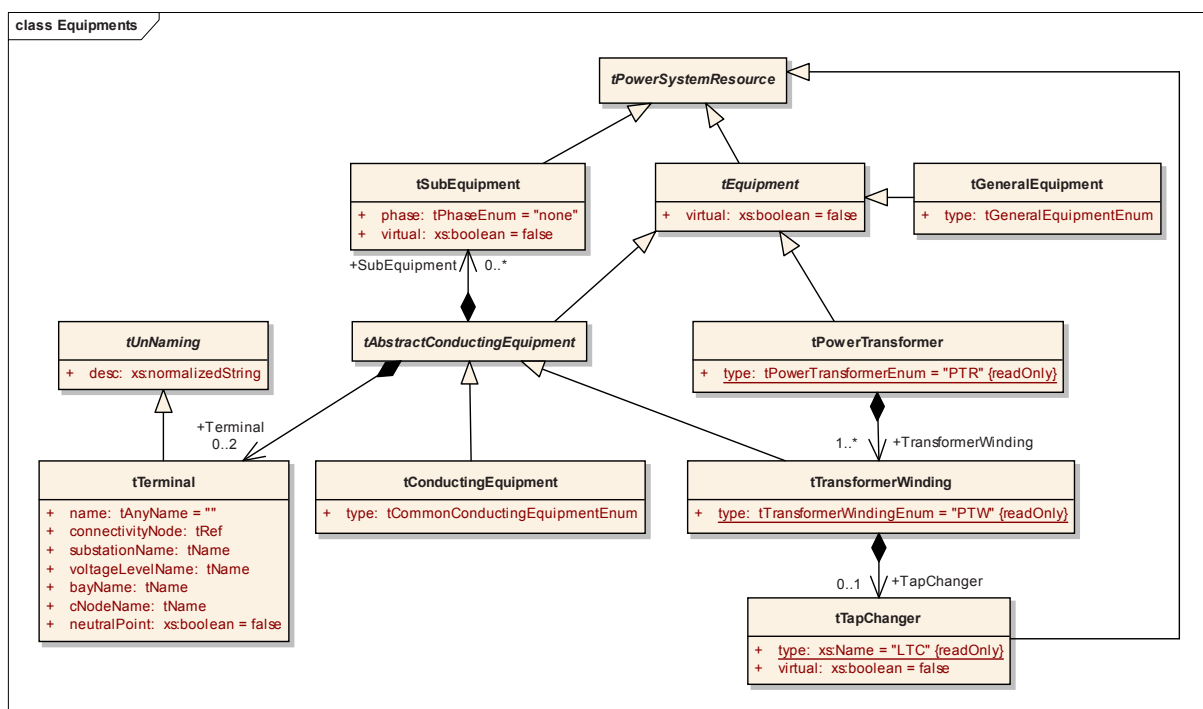 class Equipments
tPowerSystemResource
tSubEquipment
+ phase: tPhaseEnum = "none"
+ virtual: xs:boolean = false
tEquipment
+ virtual: xs:boolean = false
tGeneralEquipment
+ type: tGeneralEquipmentEnum
+SubEquipment 0..*
tUnNaming
+ desc: xs:normalizedString
tAbstractConductingEquipment
tPowerTransformer
+ type: tPowerTransformerEnum = "PTR" {readOnly}
+Terminal
0..2
1..* +TransformerWinding
tTerminal
+ name: tAnyName = ""
+ connectivityNode: tRef
+ substationName: tName
+ voltageLevelName: tName
+ bayName: tName
+ cNodeName: tName
+ neutralPoint: xs:boolean = false
tConductingEquipment
+ type: tCommonConductingEquipmentEnum
tTransformerWinding
+ type: tTransformerWindingEnum = "PTW" {readOnly}
0..1 +TapChanger
tTapChanger
+ type: xs:Name = "LTC" {readOnly}
+ virtual: xs:boolean = false